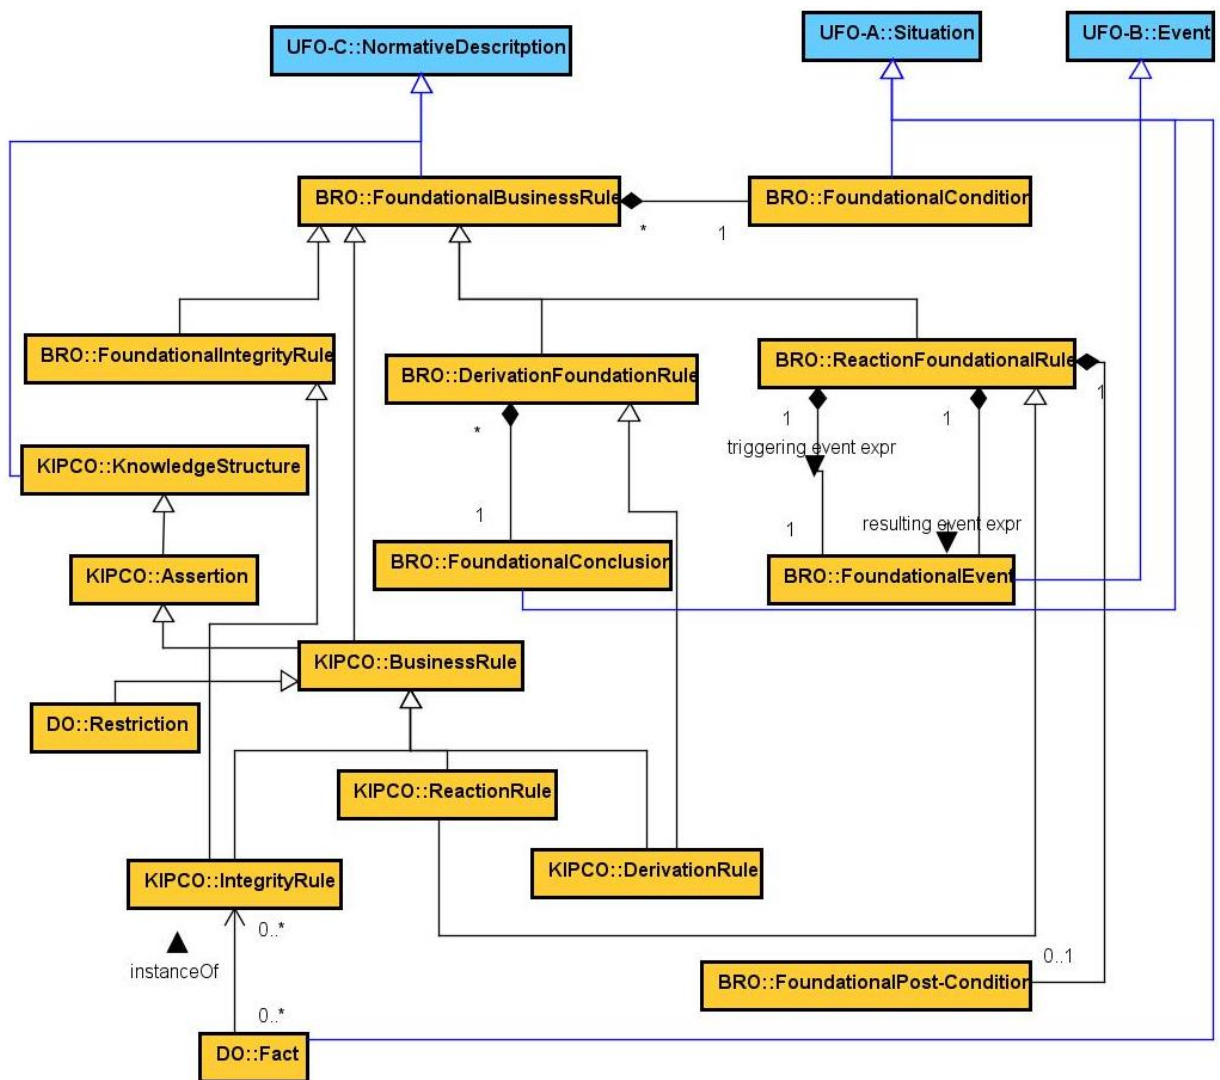 UFO-C::NormativeDescritption
UFO-A::Situation
UFO-B::Event
BRO::FoundationalBusinessRule
BRO::FoundationalCondition
*
1
BRO::FoundationalIntegrityRule
BRO::DerivationFoundationRule
BRO::ReactionFoundationalRule
1
1
1
*
triggering event expr
KIPCO::KnowledgeStructure
1
1
resulting event expr
1
BRO::FoundationalConclusion
BRO::FoundationalEvent
KIPCO::Assertion
KIPCO::BusinessRule
DO::Restriction
KIPCO::ReactionRule
KIPCO::DerivationRule
KIPCO::IntegrityRule
0..*
instanceOf
0..1
BRO::FoundationalPost-Condition
0..*
DO::Fact